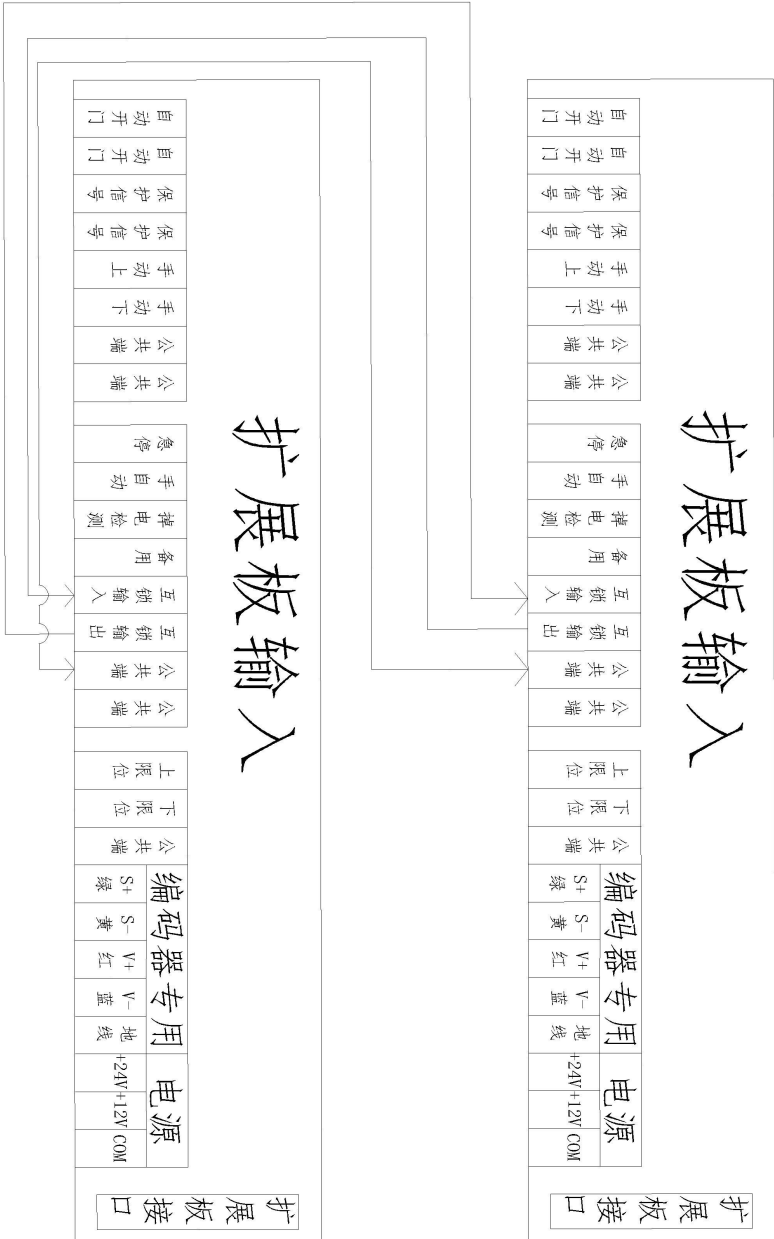 自动开门
自动开门
保护信号
保护信号
手动上
手动下
公共端
公共端
急停
手自动
掉电检测
备用
互锁输入
互锁输出
公共端
公共端
上限位
下限位
公共端
S+绿
S-黄
V+红
V-蓝
地线
编码器专用
+24V
+12V
COM
电源
扩展板输入
扩展板接口
自动开门
自动开门
保护信号
保护信号
手动上
手动下
公共端
公共端
急停
手自动
掉电检测
备用
互锁输入
互锁输出
公共端
公共端
上限位
下限位
公共端
S+绿
S-黄
V+红
V-蓝
地线
编码器专用
+24V
+12V
COM
电源
扩展板输入
扩展板接口